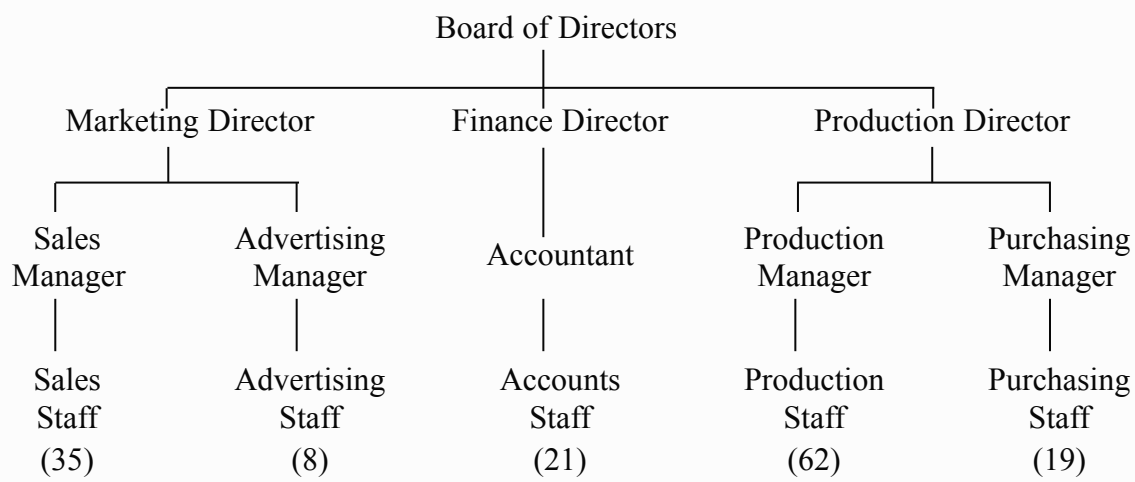 Board of Directors
Marketing Director
Finance Director
Production Director
Sales
Manager
Advertising
Manager
Accountant
Production
Manager
Purchasing
Manager
Sales
Staff
(35)
Advertising
Staff
(8)
Accounts
Staff
(21)
Production
Staff
(62)
Purchasing
Staff
(19)